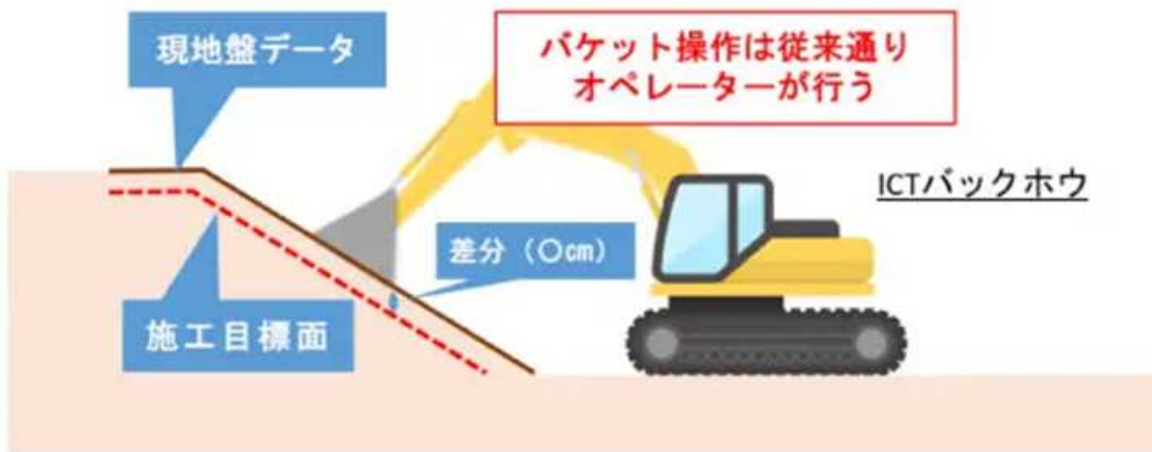 現地盤データ
バケット操作は従来通り
オペレーターが行う
ICTバックホウ
差分（〇㎝）
施工目標面